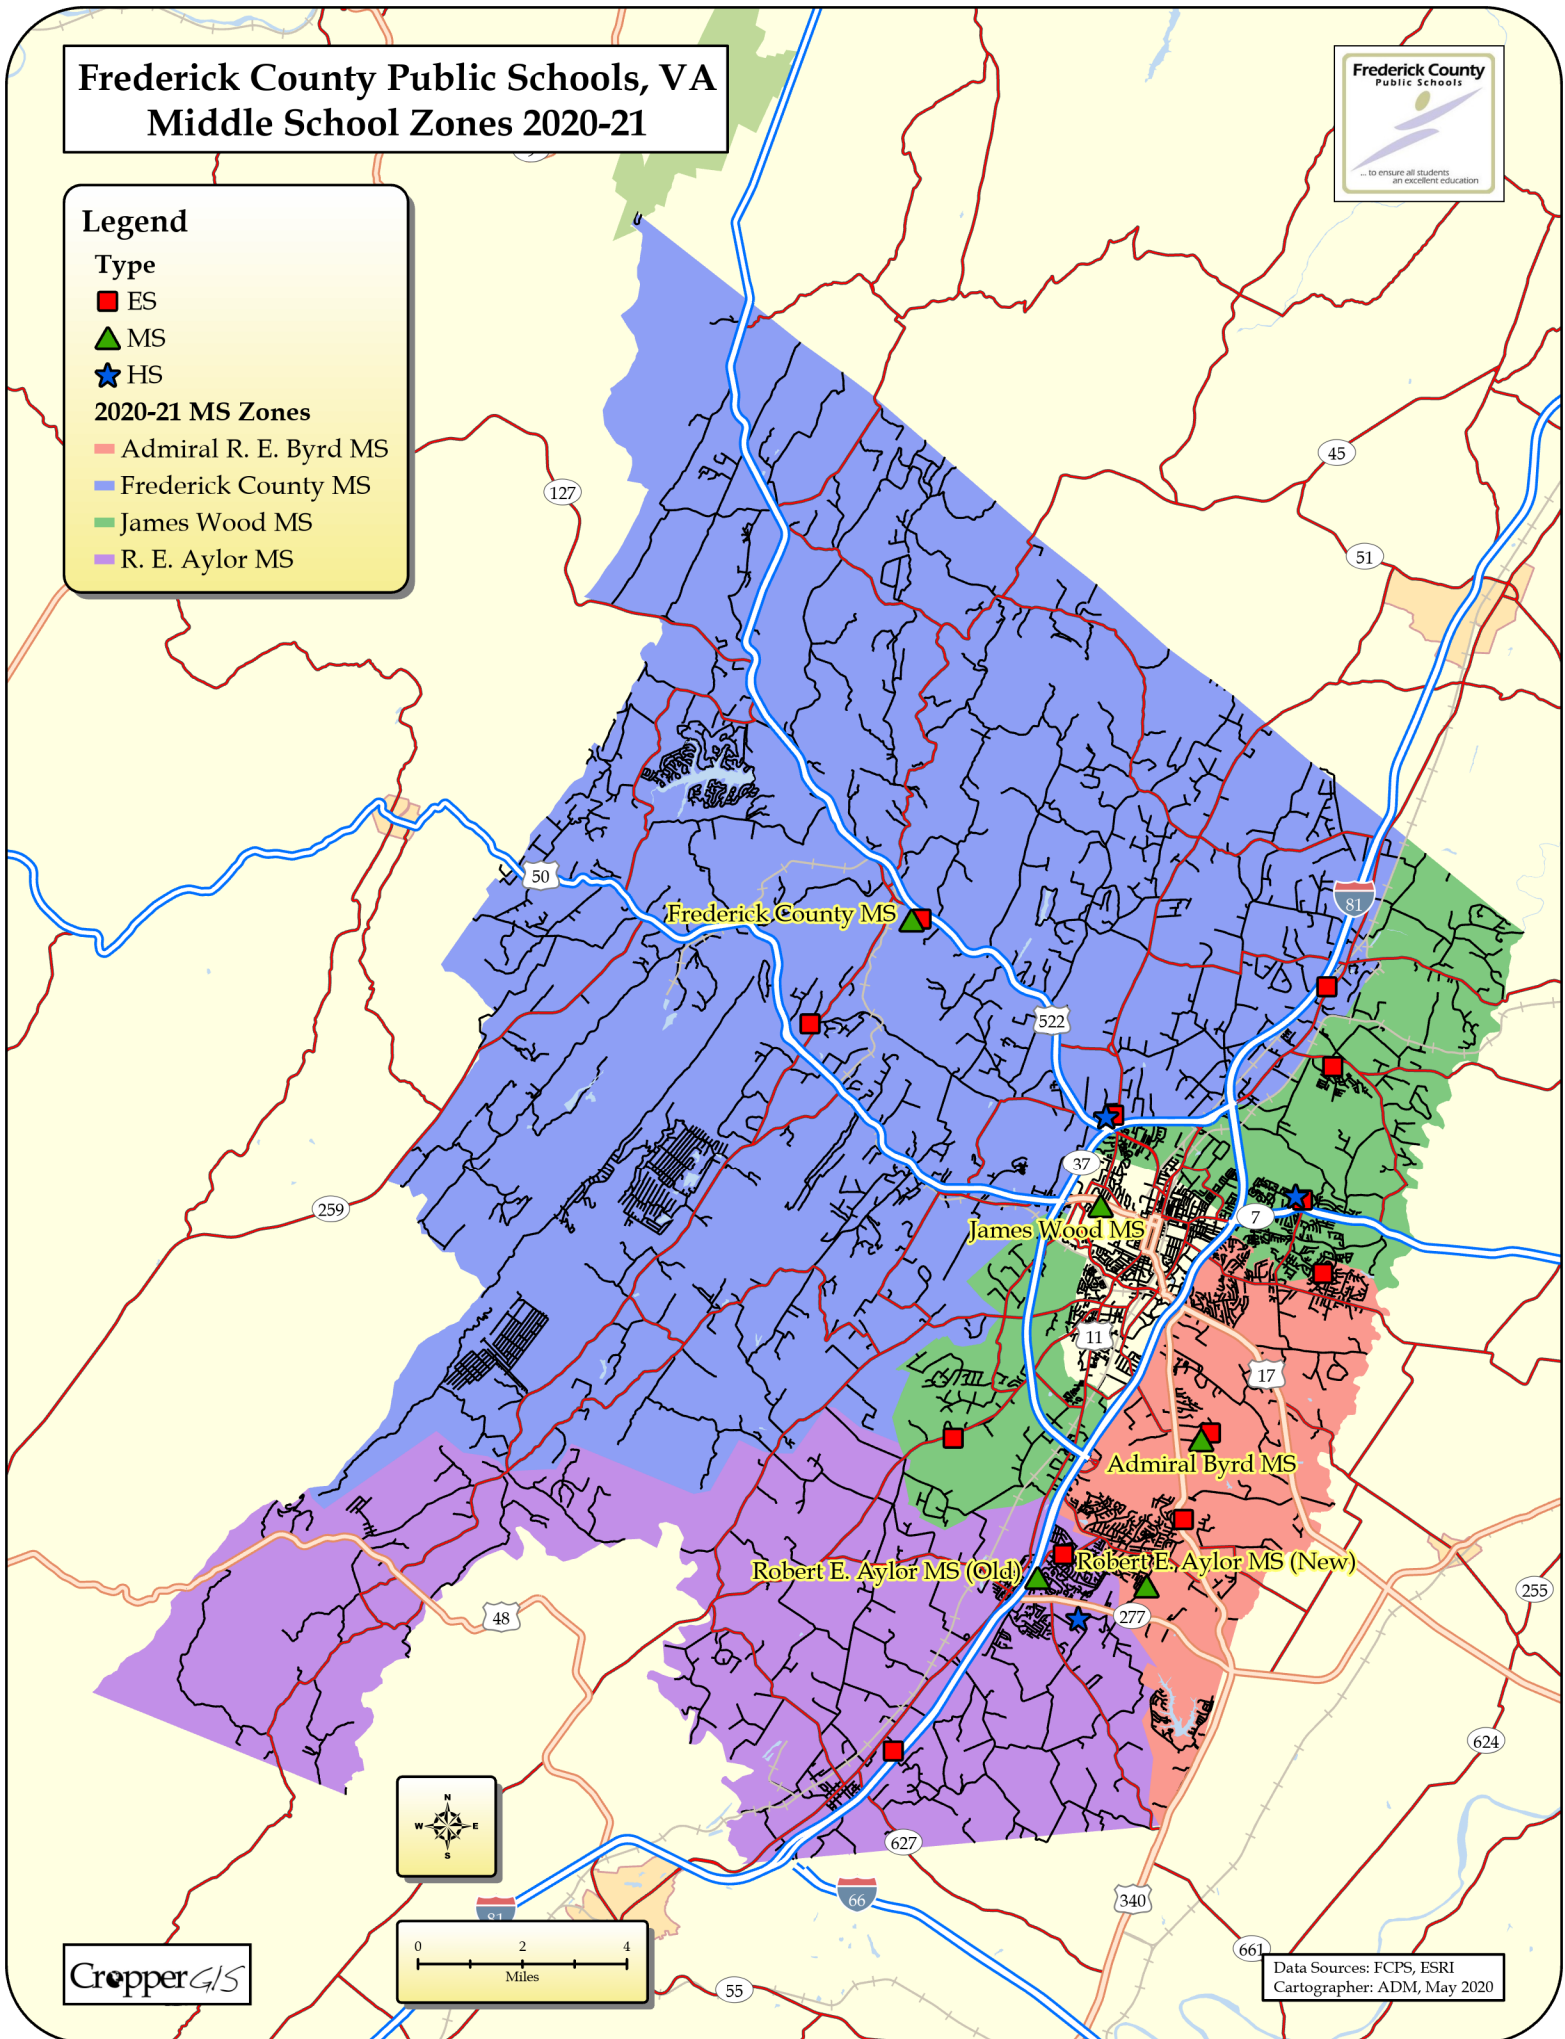 Frederick County Public Schools, VA
Middle School Zones 2020-21
Frederick County
Public Schools
... to ensure all students
an excellent education
Legend
Type
ES
MS
HS
2020-21 MS Zones
Admiral R. E. Byrd MS
Frederick County MS
James Wood MS
R. E. Aylor MS
45
127
51
50
81
Frederick County MS
522
37
259
7
James Wood MS
11
17
Admiral Byrd MS
Robert E. Aylor MS (Old)
Robert E. Aylor MS (New)
255
48
277
624
N
W
E
S
627
66
340
81
661
0 2 4
Miles
55
CropperGIS
Data Sources: FCPS, ESRI
Cartographer: ADM, May 2020